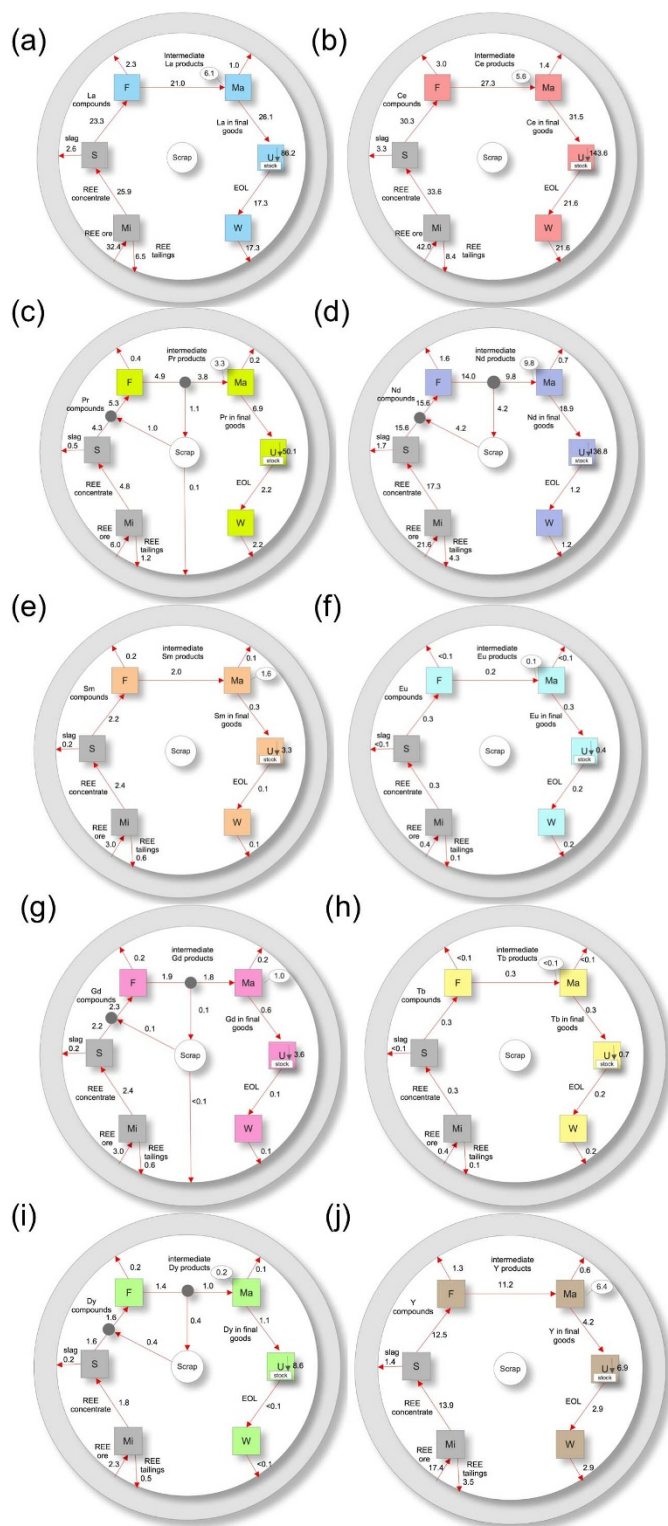 (a)
2.3
Intermediate
La products
6.1
1.0
F
21.0
Ma
La
compounds
23.3
26.1
La in final
goods
slag
2.6
S
Scrap
U
86.2
stock
REE
concentrate
25.9
EOL
17.3
Mi
W
REE ore
32.4
6.5
REE
tailings
17.3
(b)
3.0
Intermediate
Ce products
5.6
1.4
F
27.3
Ma
Ce
compounds
30.3
31.5
Ce in final
goods
slag
3.3
S
Scrap
U
143.6
stock
REE
concentrate
33.6
EOL
21.6
Mi
W
REE ore
42.0
8.4
REE
tailings
21.6
(c)
0.4
intermediate
Pr products
3.3
0.2
F
4.9
3.8
Ma
Pr
compounds
5.3
1.1
6.9
Pr in final
goods
4.3
1.0
slag
0.5
S
Scrap
U
50.1
stock
REE
concentrate
4.8
0.1
EOL
2.2
Mi
W
REE
ore
6.0
REE
tailings
1.2
2.2
(d)
1.6
intermediate
Nd products
9.8
0.7
F
14.0
9.8
Ma
Nd
compounds
15.6
4.2
18.9
Nd in final
goods
15.6
4.2
slag
1.7
S
Scrap
U
136.8
stock
REE
concentrate
17.3
EOL
1.2
Mi
W
REE
ore
21.6
REE
tailings
4.3
1.2
(e)
0.2
intermediate
Sm products
0.1
F
2.0
Ma
1.6
Sm
compounds
2.2
0.3
Sm in final
goods
slag
0.2
S
Scrap
U
3.3
stock
REE
concentrate
2.4
EOL
0.1
Mi
W
REE ore
3.0
REE
tailings
0.6
0.1
(f)
<0.1
intermediate
Eu products
0.1
<0.1
F
0.2
Ma
Eu
compounds
0.3
0.3
Eu in final
goods
slag
<0.1
S
Scrap
U
0.4
stock
REE
concentrate
0.3
EOL
0.2
Mi
W
REE ore
0.4
REE
tailings
0.1
0.2
(g)
0.2
intermediate
Gd products
0.2
F
1.9
1.8
Ma
1.0
Gd
compounds
2.3
0.1
0.6
Gd in final
goods
2.2
0.1
slag
0.2
S
Scrap
U
3.6
stock
REE
concentrate
2.4
<0.1
EOL
0.1
Mi
W
REE
ore
3.0
REE
tailings
0.6
0.1
(h)
<0.1
intermediate
Tb products
<0.1
<0.1
F
0.3
Ma
Tb
compounds
0.3
0.3
Tb in final
goods
slag
<0.1
S
Scrap
U
0.7
stock
REE
concentrate
0.3
EOL
0.2
Mi
W
REE
ore
0.4
REE
tailings
0.1
0.2
(i)
0.2
intermediate
Dy products
0.2
0.1
F
1.4
1.0
Ma
Dy
compounds
1.6
0.4
1.1
Dy in final
goods
1.6
0.4
slag
0.2
S
Scrap
U
8.6
stock
REE
concentrate
1.8
EOL
<0.1
Mi
W
REE
ore
2.3
REE
tailings
0.5
<0.1
(j)
1.3
intermediate
Y products
0.6
F
11.2
Ma
6.4
Y
compounds
12.5
4.2
Y in final
goods
slag
1.4
S
Scrap
U
6.9
stock
REE
concentrate
13.9
EOL
2.9
Mi
W
REE
ore
17.4
REE
tailings
3.5
2.9